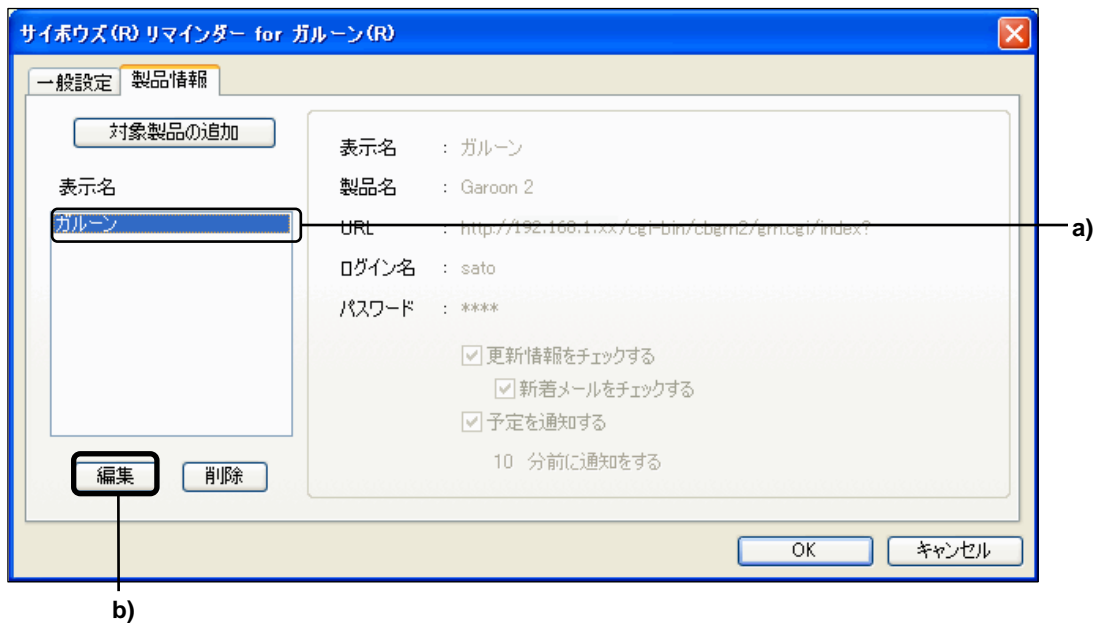 サイボウズ(R) リマインダー for ガルーン(R)
一般設定 製品情報
対象製品の追加
表示名
ガルーン
編集 削除
表示名 : ガルーン
製品名 : Garoon 2
URL : http://192.168.1.xx/cgi-bin/cbgrn2/grn.cgi/index?
ログイン名 : sato
パスワード : ****
更新情報をチェックする
新着メールをチェックする
予定を通知する
10 分前に通知をする
OK キャンセル
a)
b)